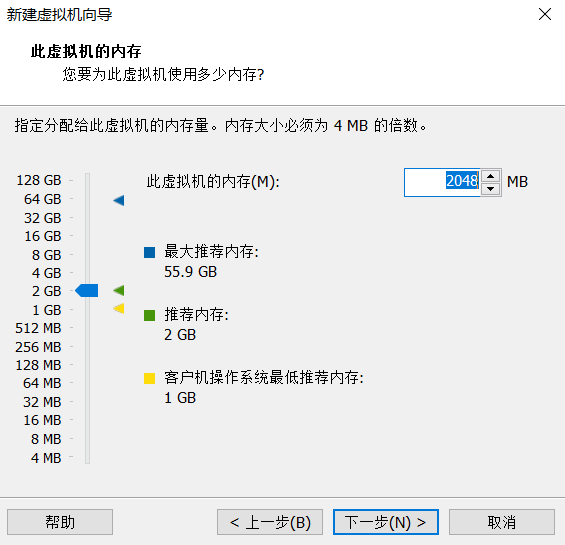 新建虚拟机向导
此虚拟机的内存
您要为此虚拟机使用多少内存?
指定分配给此虚拟机的内存量。内存大小必须为 4 MB 的倍数。
128 GB
64 GB
32 GB
16 GB
8 GB
4 GB
2 GB
1 GB
512 MB
256 MB
128 MB
64 MB
32 MB
16 MB
8 MB
4 MB
此虚拟机的内存(M):
2048
MB
最大推荐内存:
55.9 GB
推荐内存:
2 GB
客户机操作系统最低推荐内存:
1 GB
帮助
< 上一步(B)
下一步(N) >
取消